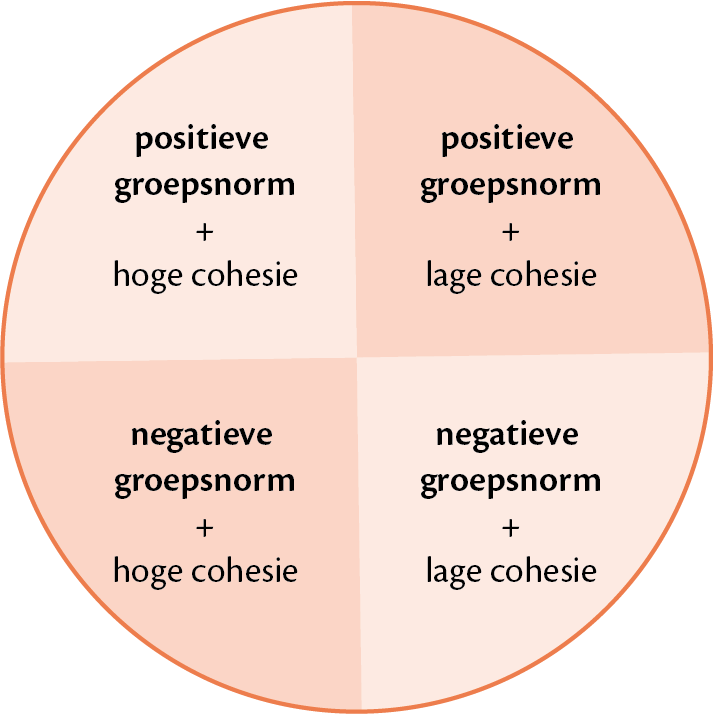 positieve
groepsnorm
+
hoge cohesie
positieve
groepsnorm
+
lage cohesie
negatieve
groepsnorm
+
hoge cohesie
negatieve
groepsnorm
+
lage cohesie